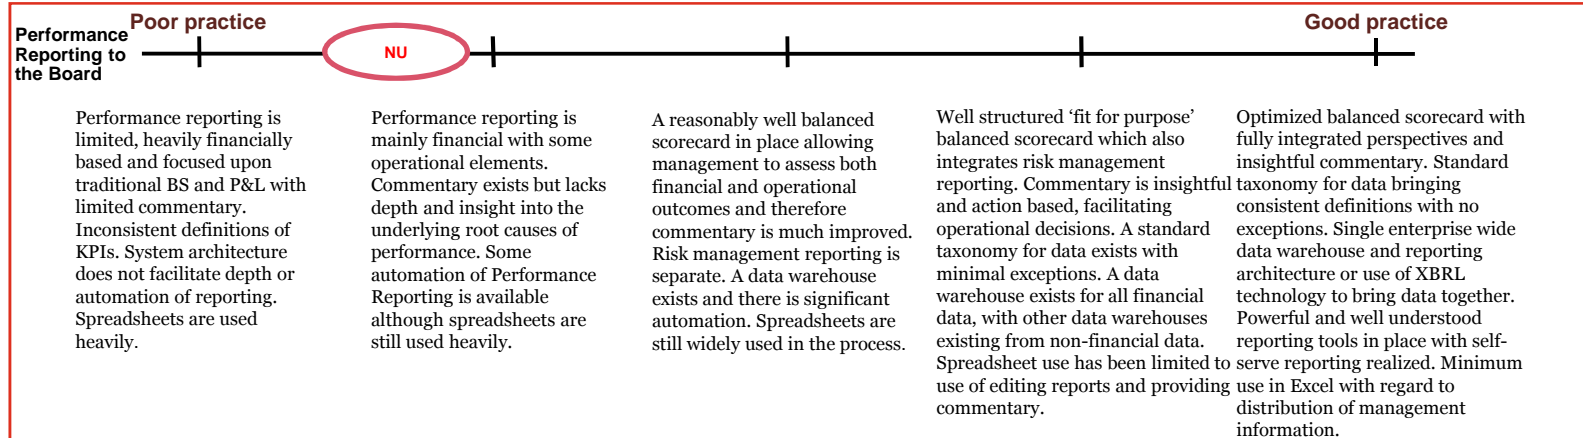 Poor practice
Good practice
Performance
Reporting to
the Board
NU
Performance reporting is
limited, heavily financially
based and focused upon
traditional BS and P&L with
limited commentary.
Inconsistent definitions of
KPIs. System architecture
does not facilitate depth or
automation of reporting.
Spreadsheets are used
heavily.
Performance reporting is
mainly financial with some
operational elements.
Commentary exists but lacks
depth and insight into the
underlying root causes of
performance. Some
automation of Performance
Reporting is available
although spreadsheets are
still used heavily.
A reasonably well balanced
scorecard in place allowing
management to assess both
financial and operational
outcomes and therefore
commentary is much improved.
Risk management reporting is
separate. A data warehouse
exists and there is significant
automation. Spreadsheets are
still widely used in the process.
Well structured ‘fit for purpose’
balanced scorecard which also
integrates risk management
reporting. Commentary is insightful
and action based, facilitating
operational decisions. A standard
taxonomy for data exists with
minimal exceptions. A data
warehouse exists for all financial
data, with other data warehouses
existing from non-financial data.
Spreadsheet use has been limited to
use of editing reports and providing
commentary.
Optimized balanced scorecard with
fully integrated perspectives and
insightful commentary. Standard
taxonomy for data bringing
consistent definitions with no
exceptions. Single enterprise wide
data warehouse and reporting
architecture or use of XBRL
technology to bring data together.
Powerful and well understood
reporting tools in place with self-
serve reporting realized. Minimum
use in Excel with regard to
distribution of management
information.